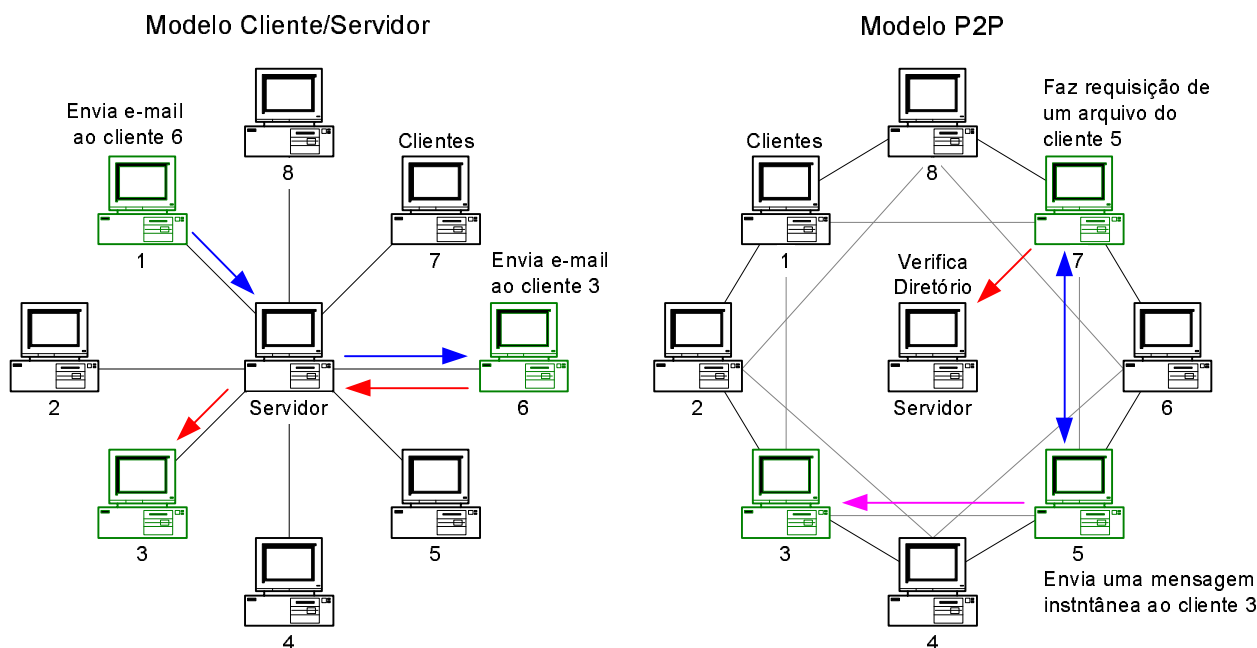 Modelo Cliente/Servidor
Envia e-mail
ao cliente 6
8
Clientes
1
7
Envia e-mail
ao cliente 3
2
Servidor
6
3
5
4
Modelo P2P
Faz requisição de
um arquivo do
cliente 5
Clientes
8
1
7
Verifica
Diretório
2
Servidor
6
3
5
Envia uma mensagem
instntânea ao cliente 3
4